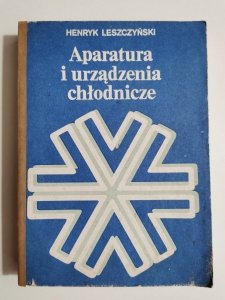 HENRYK LESZCZYŃSKI
Aparatura
i urządzenia
chłodnicze